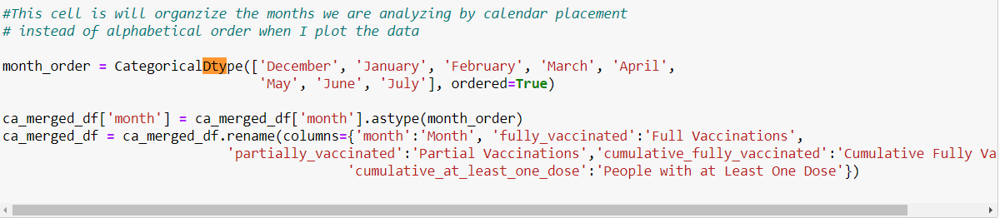 #This cell is will organzize the months we are analyzing by calendar placement
# instead of alphabetical order when I plot the data
month_order = CategoricalDtype(['December', 'January', 'February', 'March', 'April',
'May', 'June', 'July'], ordered=True)
ca_merged_df['month'] = ca_merged_df['month'].astype(month_order)
ca_merged_df = ca_merged_df.rename(columns={'month':'Month', 'fully_vaccinated':'Full Vaccinations',
'partially_vaccinated':'Partial Vaccinations','cumulative_fully_vaccinated':'Cumulative Fully Va
'cumulative_at_least_one_dose':'People with at Least One Dose'})